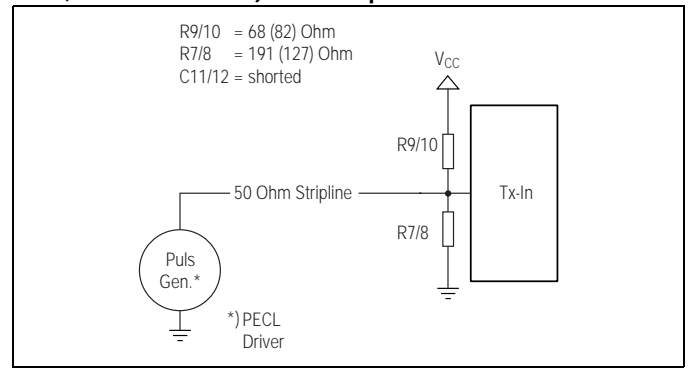 R9/10 = 68 (82) Ohm
R7/8 = 191 (127) Ohm
C11/12 = shorted
VCC
R9/10
50 Ohm Stripline
Tx-In
R7/8
Puls
Gen.*
*) PECL
Driver